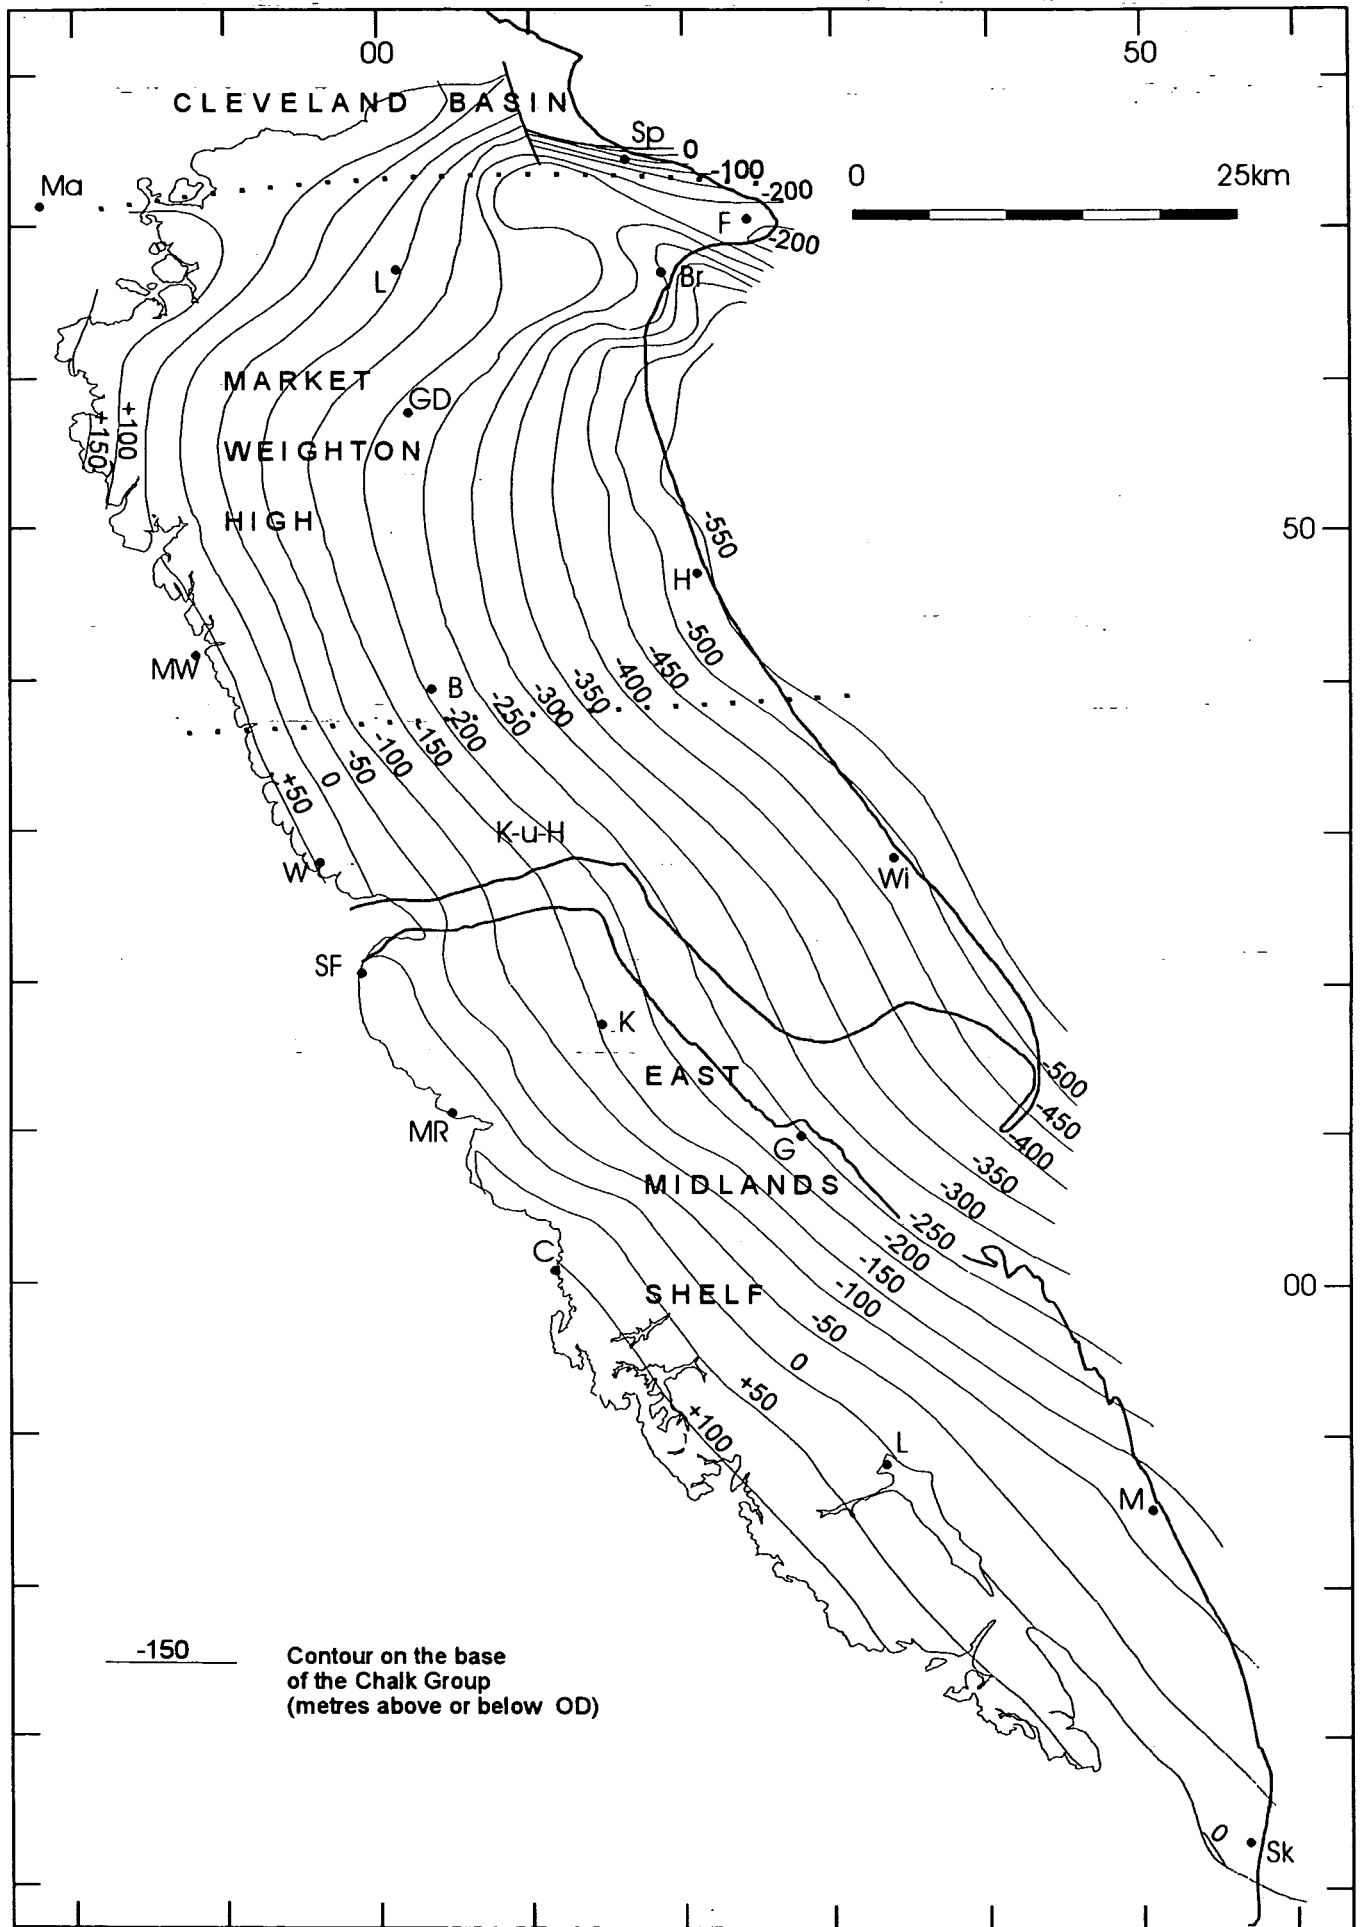 00
50
CLEVELAND BASIN
Sp
0
-100
-200
0
25km
Ma
F
-200
L
Br
MARKET
GD
WEIGHTON
+150
+100
HIGH
-550
50
H
-500
-450
-400
-350
-300
-250
-200
-150
-100
-50
0
+50
MW
B
K-u-H
W
Wi
SF
K
EAST
-500
-450
-400
-350
-300
-250
-200
-150
-100
-50
0
+50
+100
MR
G
MIDLANDS
C
SHELF
00
L
M
-150
Contour on the base
of the Chalk Group
(metres above or below OD)
0
Sk